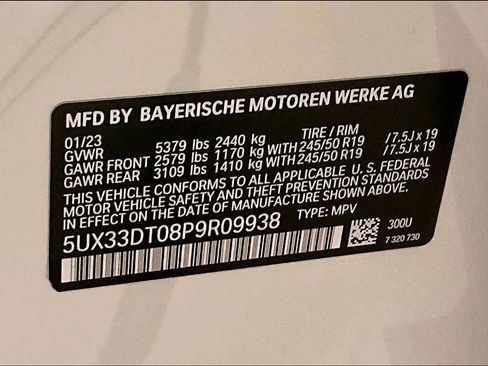 MFD BY BAYERISCHE MOTOREN WERKE AG
01/23 TIRE / RIM
GVWR 5379 lbs 2440 kg
GAWR FRONT 2579 lbs 1170 kg WITH 245/50 R19 /7.5J x 19
GAWR REAR 3109 lbs 1410 kg WITH 245/50 R19 /7.5J x 19
THIS VEHICLE CONFORMS TO ALL APPLICABLE U.S. FEDERAL
MOTOR VEHICLE SAFETY AND THEFT PREVENTION STANDARDS
IN EFFECT ON DATE OF MANUFACTURE SHOWN ABOVE.
5UX33DT08P9R09938 TYPE: MPV
300U
7 320 730